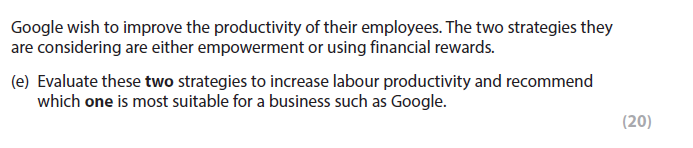 Google wish to improve the productivity of their employees. The two strategies they
are considering are either empowerment or using financial rewards.
(e) Evaluate these two strategies to increase labour productivity and recommend
which one is most suitable for a business such as Google.
(20)